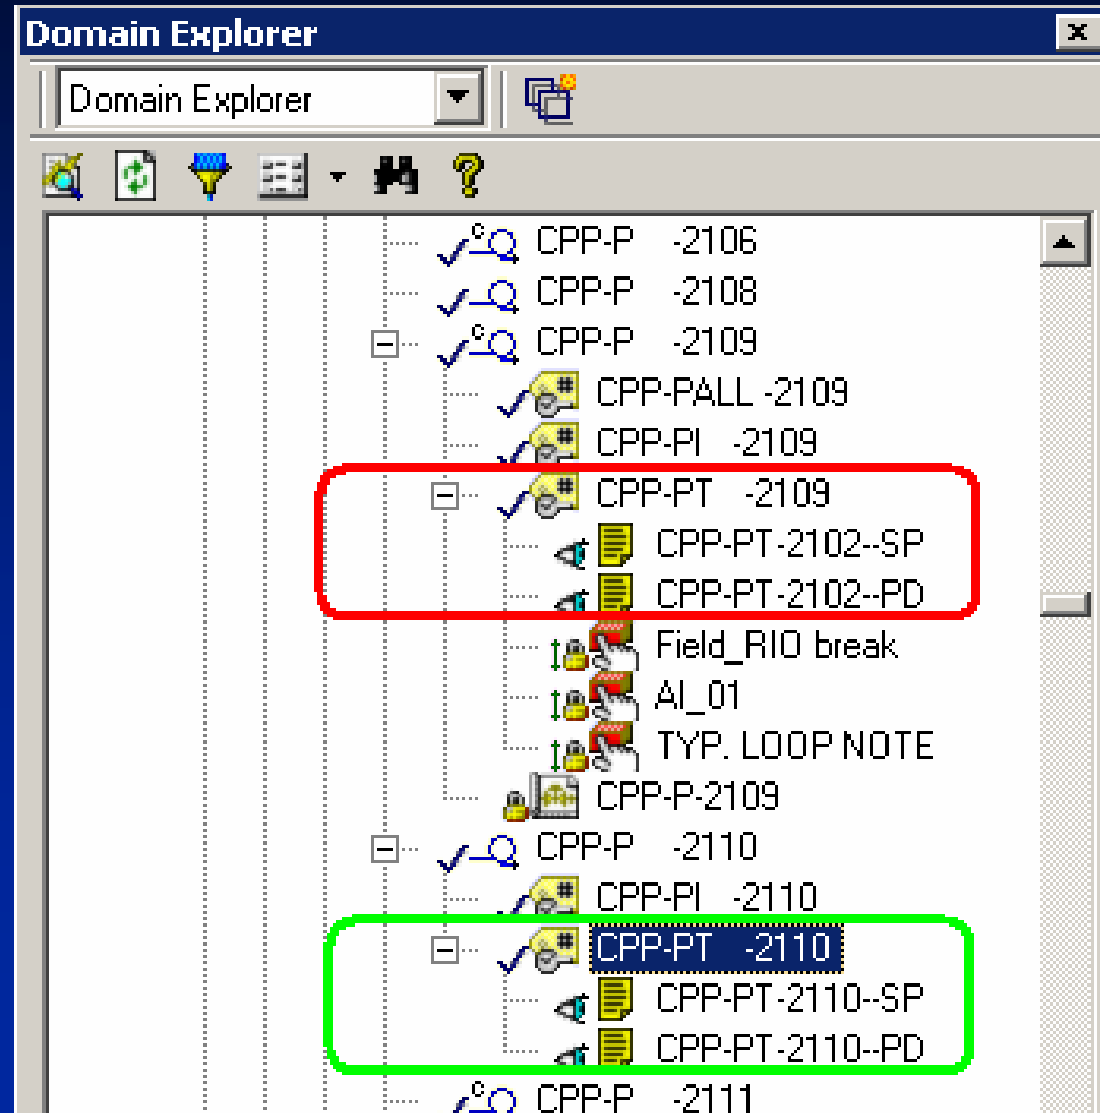 Domain Explorer
Domain Explorer
CPP-P -2106
CPP-P -2108
CPP-P -2109
CPP-PALL -2109
CPP-PI -2109
CPP-PT -2109
CPP-PT-2102--SP
CPP-PT-2102--PD
Field_RIO break
AI_01
TYP. LOOP NOTE
CPP-P-2109
CPP-P -2110
CPP-PI -2110
CPP-PT -2110
CPP-PT-2110--SP
CPP-PT-2110--PD
CPP-P -2111